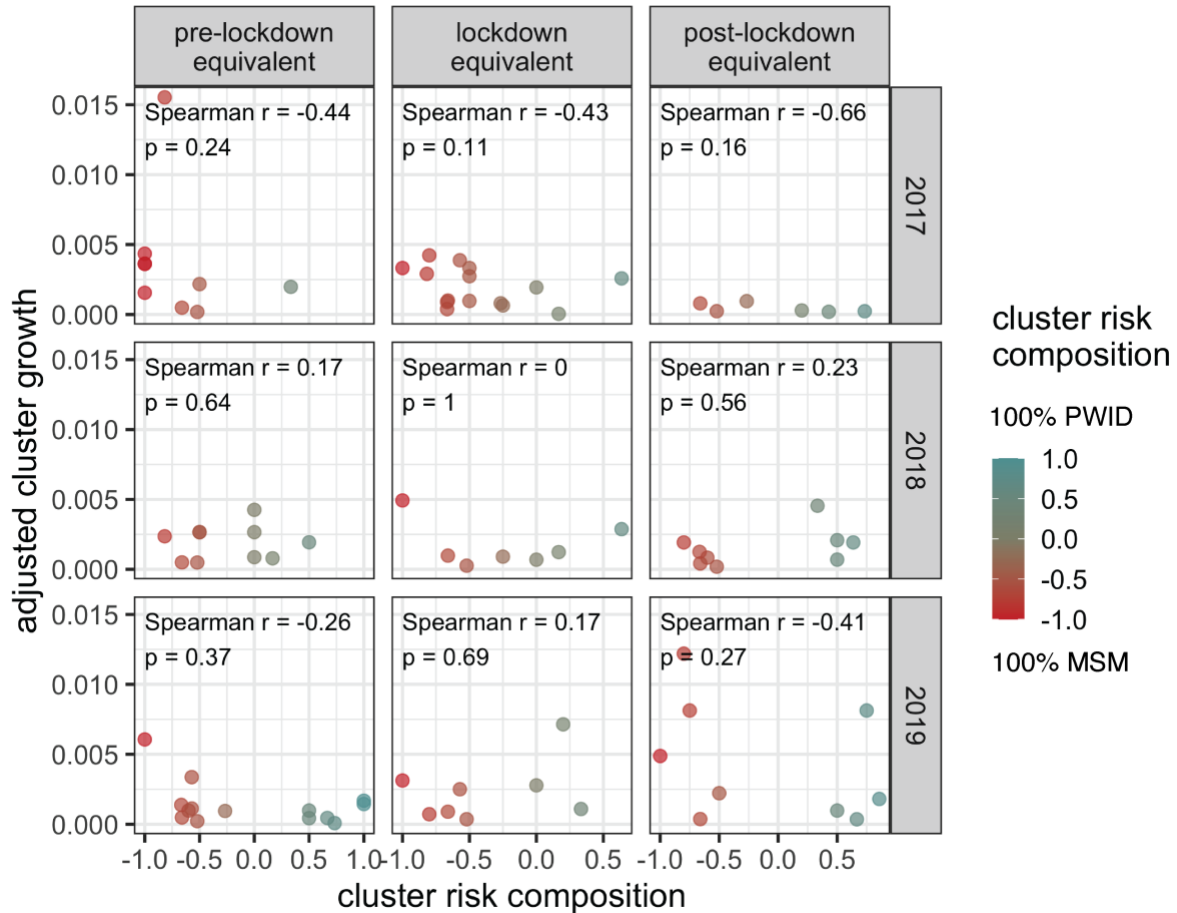 pre-lockdown
equivalent
lockdown
equivalent
post-lockdown
equivalent
adjusted cluster growth
0.015
0.010
0.005
0.000
Spearman r = -0.44
p = 0.24
Spearman r = -0.43
p = 0.11
Spearman r = -0.66
p = 0.16
2017
0.015
0.010
0.005
0.000
Spearman r = 0.17
p = 0.64
Spearman r = 0
p = 1
Spearman r = 0.23
p = 0.56
2018
0.015
0.010
0.005
0.000
Spearman r = -0.26
p = 0.37
Spearman r = 0.17
p = 0.69
Spearman r = -0.41
p = 0.27
2019
-1.0 -0.5 0.0 0.5 1.0
-1.0 -0.5 0.0 0.5
-1.0 -0.5 0.0 0.5
cluster risk composition
cluster risk
composition
100% PWID
1.0
0.5
0.0
-0.5
-1.0
100% MSM